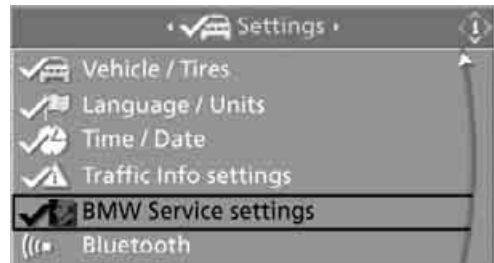 Settings
Vehicle / Tires
Language / Units
Time / Date
Traffic Info settings
BMW Service settings
Bluetooth